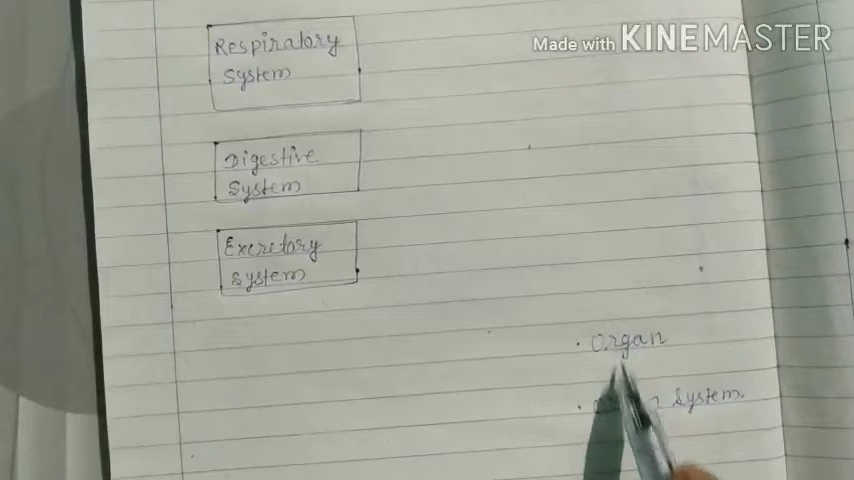 Made with KINEMASTER
Respiratory
System
Digestive
System
Excretory
System
. Organ
. System.